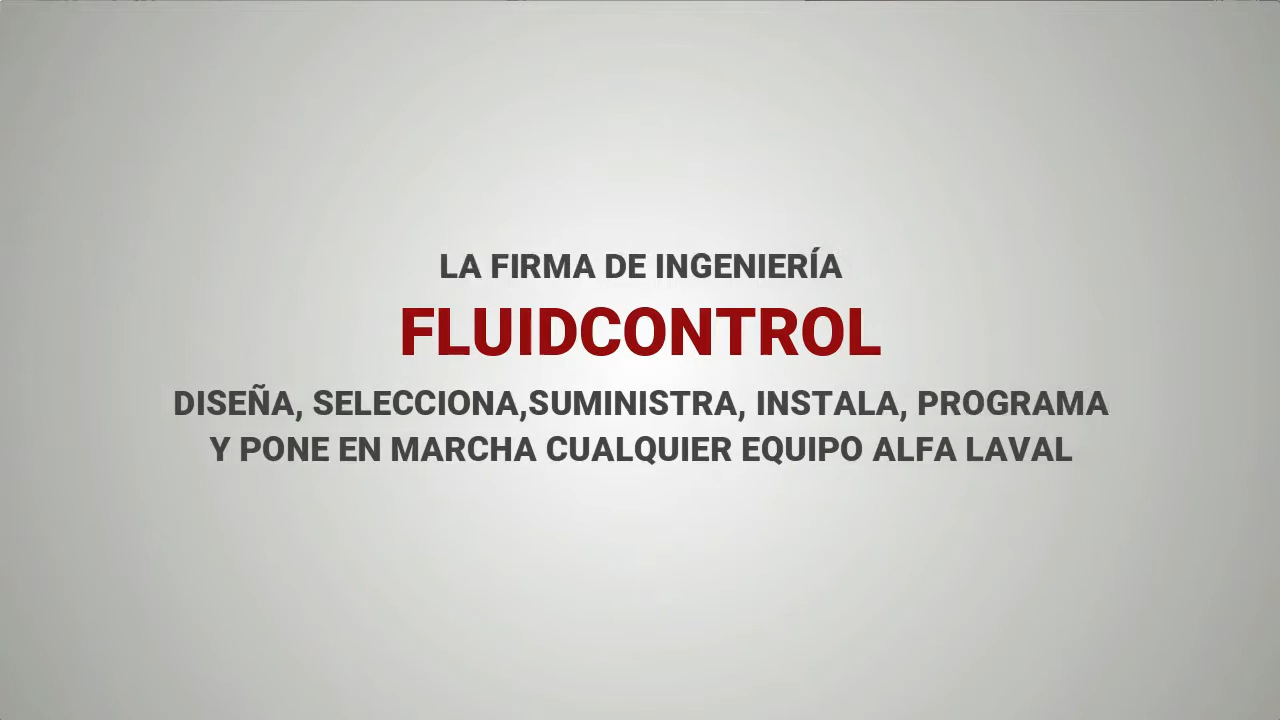 LA FIRMA DE INGENIERÍA
FLUIDCONTROL
DISEÑA, SELECCIONA,SUMINISTRA, INSTALA, PROGRAMA
Y PONE EN MARCHA CUALQUIER EQUIPO ALFA LAVAL